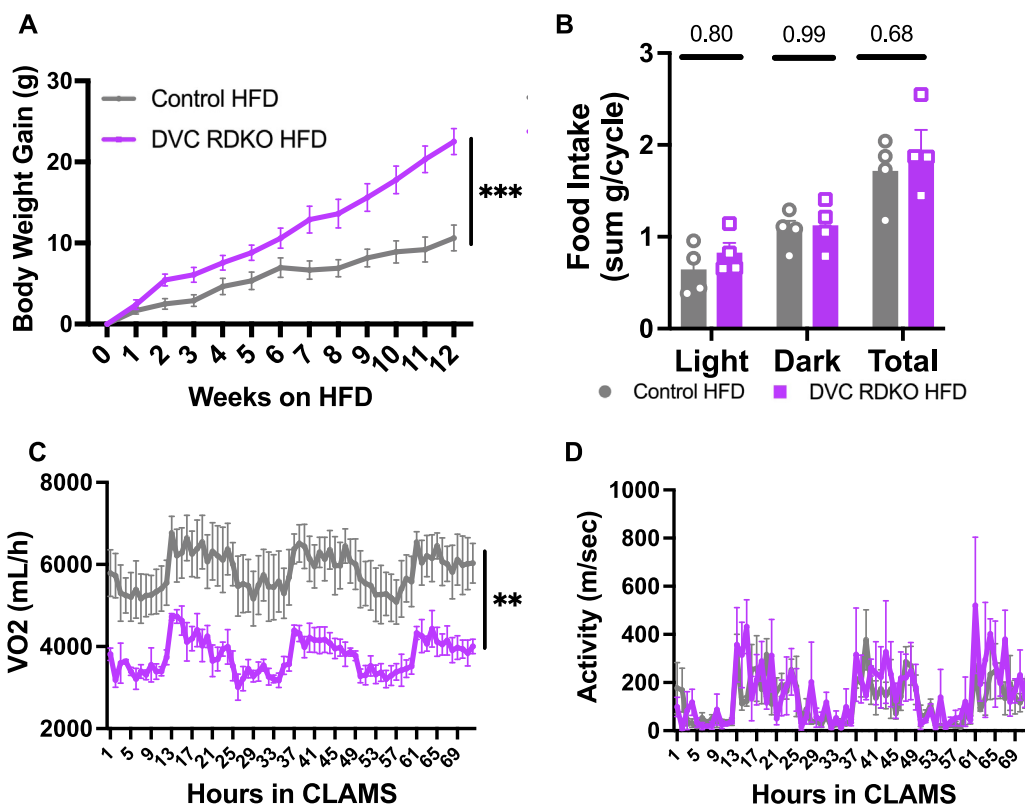 A
Body Weight Gain (g)
30
20
10
0
Control HFD
DVC RDKO HFD
***
0 1 2 3 4 5 6 7 8 9 10 11 12
Weeks on HFD
B
Food Intake
(sum g/cycle)
3
2
1
0
0.80 0.99 0.68
Light Dark Total
Control HFD DVC RDKO HFD
C
VO2 (mL/h)
8000
6000
4000
2000
**
1 5 9 13 17 21 25 29 33 37 41 45 49 53 57 61 65 69
Hours in CLAMS
D
Activity (m/sec)
1000
800
600
400
200
0
1 5 9 13 17 21 25 29 33 37 41 45 49 53 57 61 65 69
Hours in CLAMS